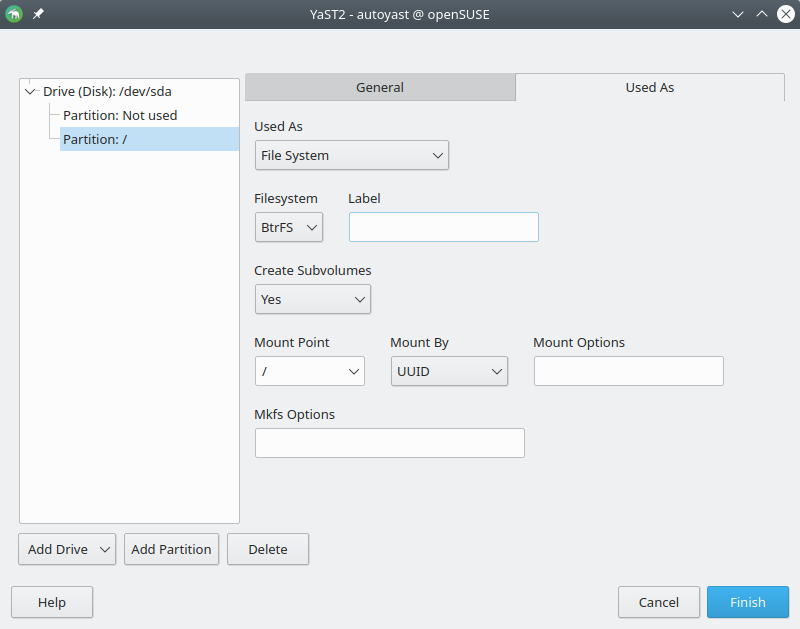 YaST2 - autoyast @ openSUSE
Drive (Disk): /dev/sda
Partition: Not used
Partition: /
General
Used As
Used As
File System
Filesystem
Label
BtrFS
Create Subvolumes
Yes
Mount Point
Mount By
Mount Options
/
UUID
Mkfs Options
Add Drive
Add Partition
Delete
Help
Cancel
Finish